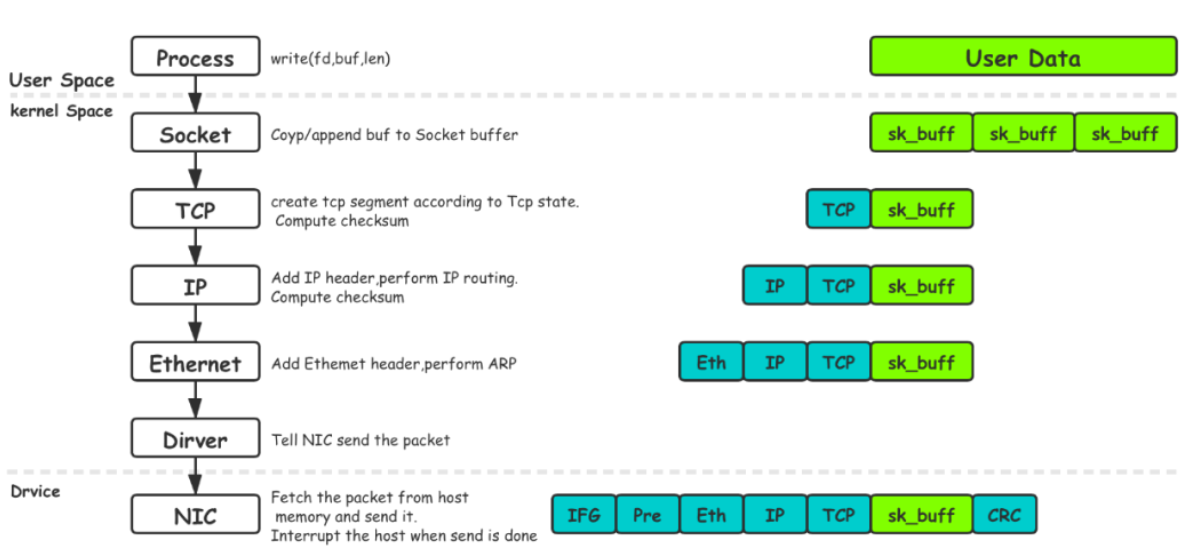 Process write(fd,buf,len) User Data
User Space
kernel Space
Socket Coyp/append buf to Socket buffer sk_buff sk_buff sk_buff
create tcp segment according to Tcp state.
TCP Compute checksum TCP sk_buff
Add IP header,perform IP routing.
IP Compute checksum IP TCP sk_buff
Ethernet Add Ethemet header,perform ARP Eth IP TCP sk_buff
Dirver Tell NIC send the packet
Drvice
Fetch the packet from host
NIC memory and send it. IFG Pre Eth IP TCP sk_buff CRC
Interrupt the host when send is done